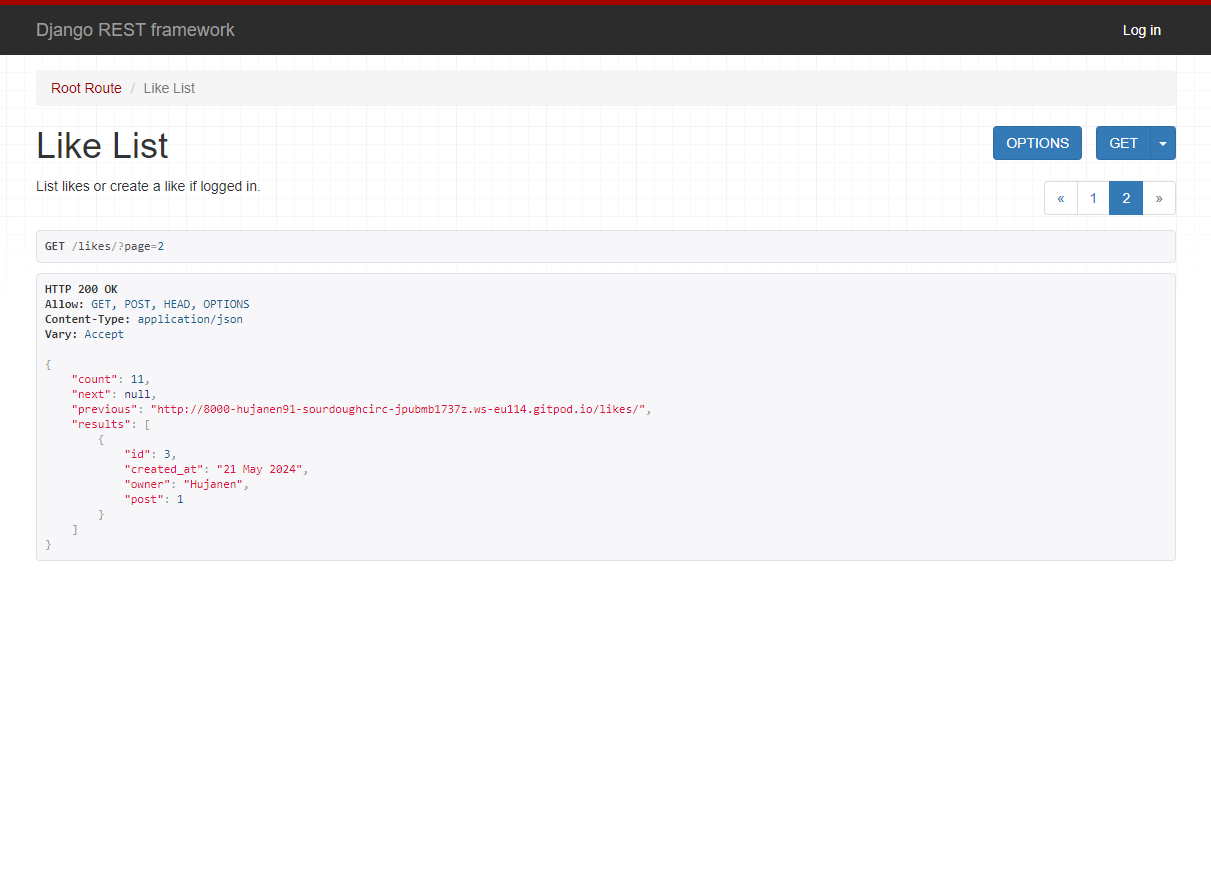 Django REST framework
Log in
Root Route / Like List
Like List
OPTIONS
GET
List likes or create a like if logged in.
« 1 2 »
GET /likes/?page=2
HTTP 200 OK
Allow: GET, POST, HEAD, OPTIONS
Content-Type: application/json
Vary: Accept
{
    "count": 11,
    "next": null,
    "previous": "http://8000-hujanen91-sourdoughcirc-jpubmb1737z.ws-eu114.gitpod.io/likes/",
    "results": [
        {
            "id": 3,
            "created_at": "21 May 2024",
            "owner": "Hujanen",
            "post": 1
        }
    ]
}